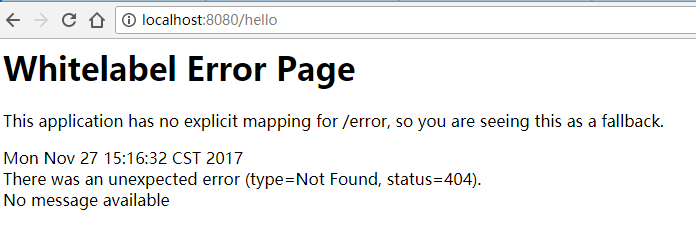 localhost:8080/hello
Whitelabel Error Page
This application has no explicit mapping for /error, so you are seeing this as a fallback.
Mon Nov 27 15:16:32 CST 2017
There was an unexpected error (type=Not Found, status=404).
No message available